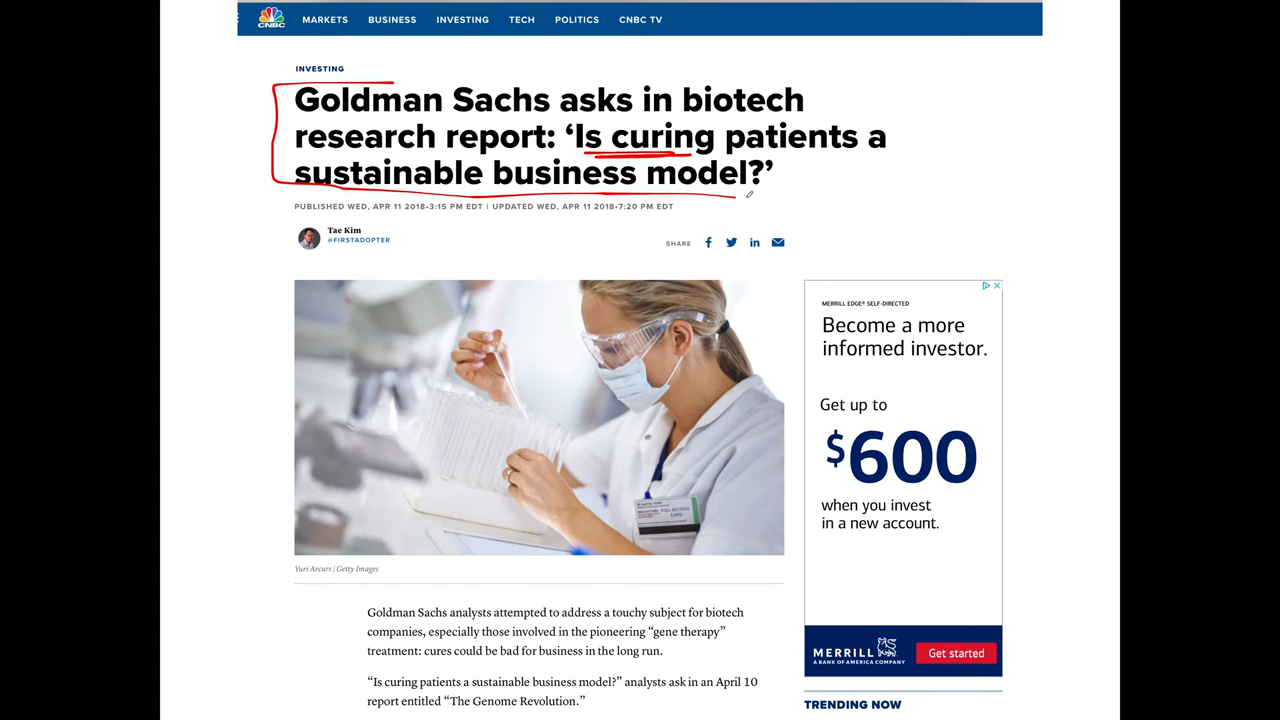 CNBC
MARKETS
BUSINESS
INVESTING
TECH
POLITICS
CNBC TV
INVESTING
Goldman Sachs asks in biotech
research report: ‘Is curing patients a
sustainable business model?’
PUBLISHED WED, APR 11 2018•3:15 PM EDT | UPDATED WED, APR 11 2018•7:20 PM EDT
Tae Kim
@FIRSTADOPTER
SHARE
Yuri Arcurs | Getty Images
Goldman Sachs analysts attempted to address a touchy subject for biotech
companies, especially those involved in the pioneering “gene therapy”
treatment: cures could be bad for business in the long run.
“Is curing patients a sustainable business model?” analysts ask in an April 10
report entitled “The Genome Revolution.”
MERRILL EDGE® SELF-DIRECTED
Become a more
informed investor.
Get up to
$600
when you invest
in a new account.
MERRILL
A BANK OF AMERICA COMPANY
Get started
TRENDING NOW